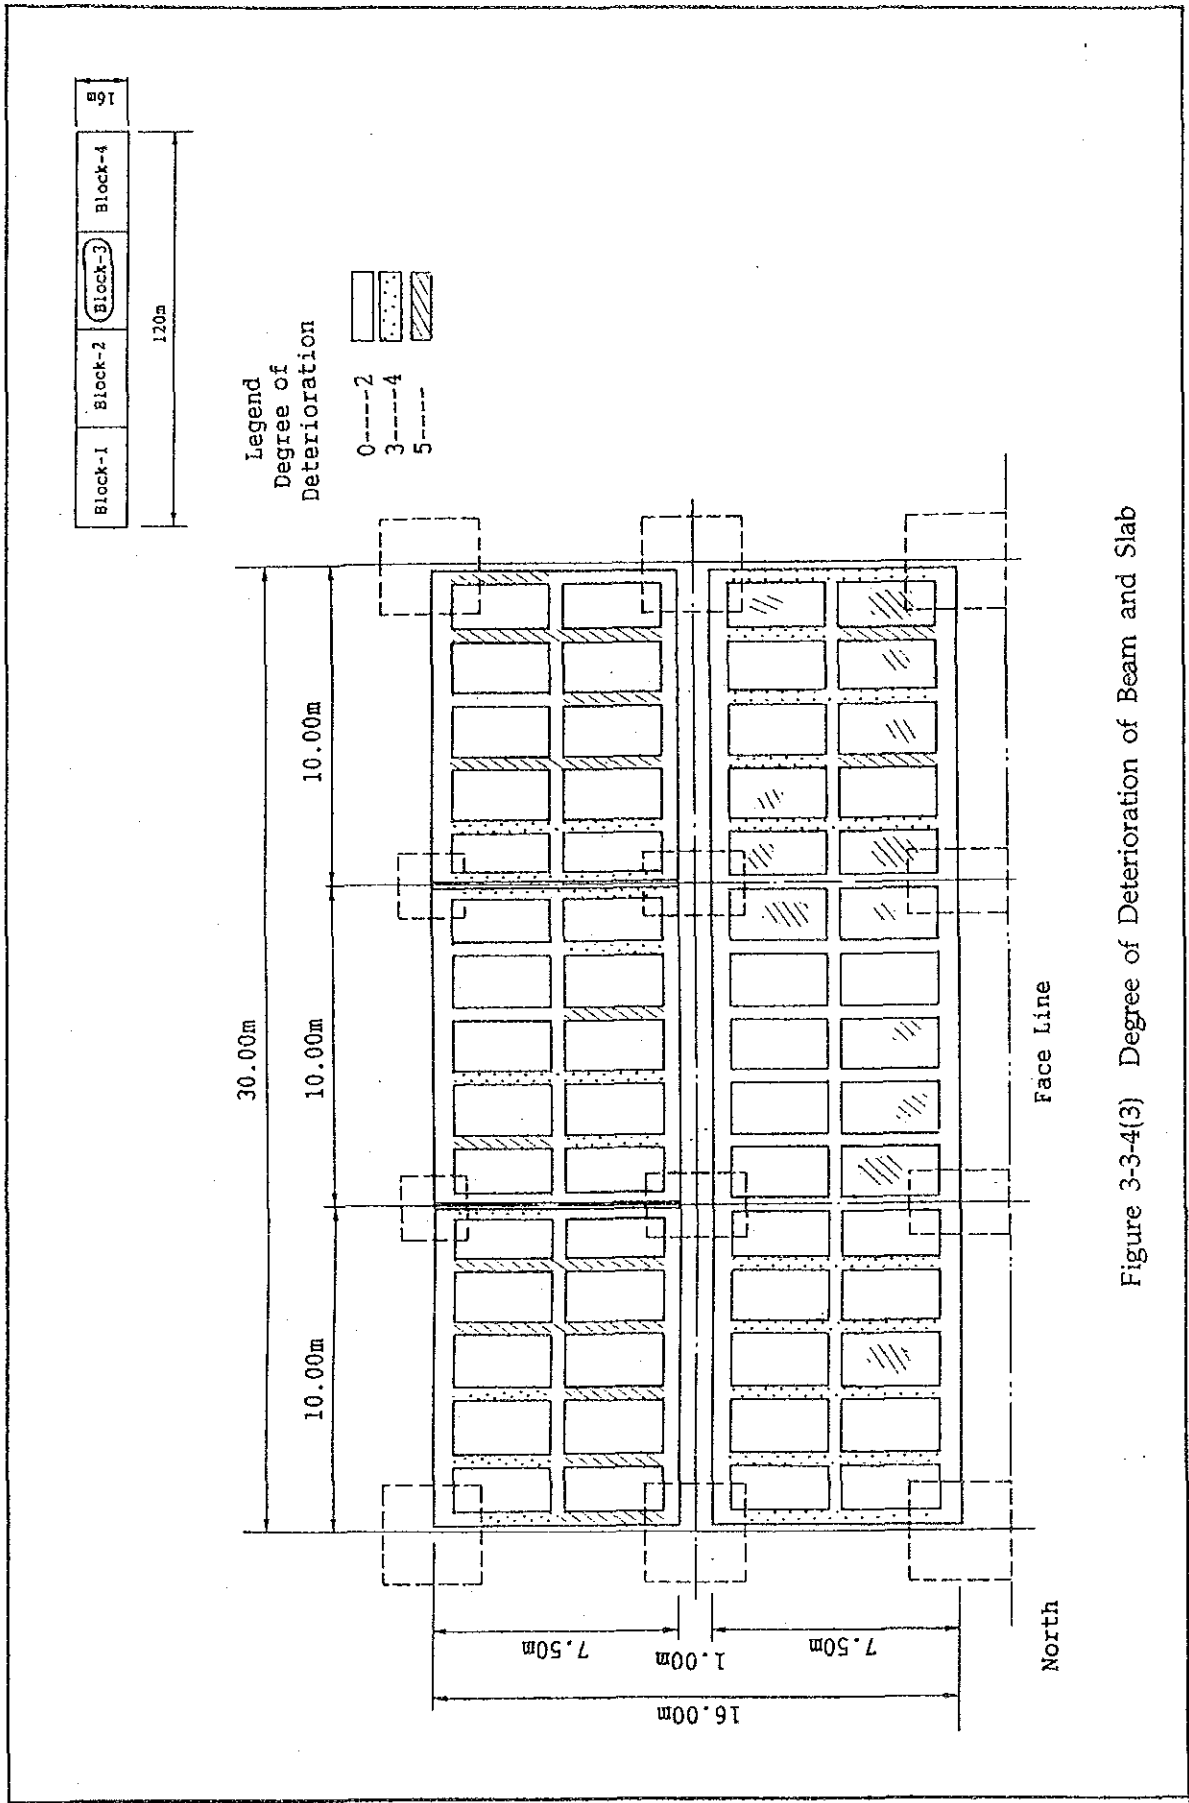 Block-1 Block-2 Block-3 Block-4
16m
120m
Legend
Degree of
Deterioration
0----2
3----4
5----
30.00m
10.00m 10.00m 10.00m
7.50m
1.00m
7.50m
16.00m
North
Face Line
Figure 3-3-4(3) Degree of Deterioration of Beam and Slab